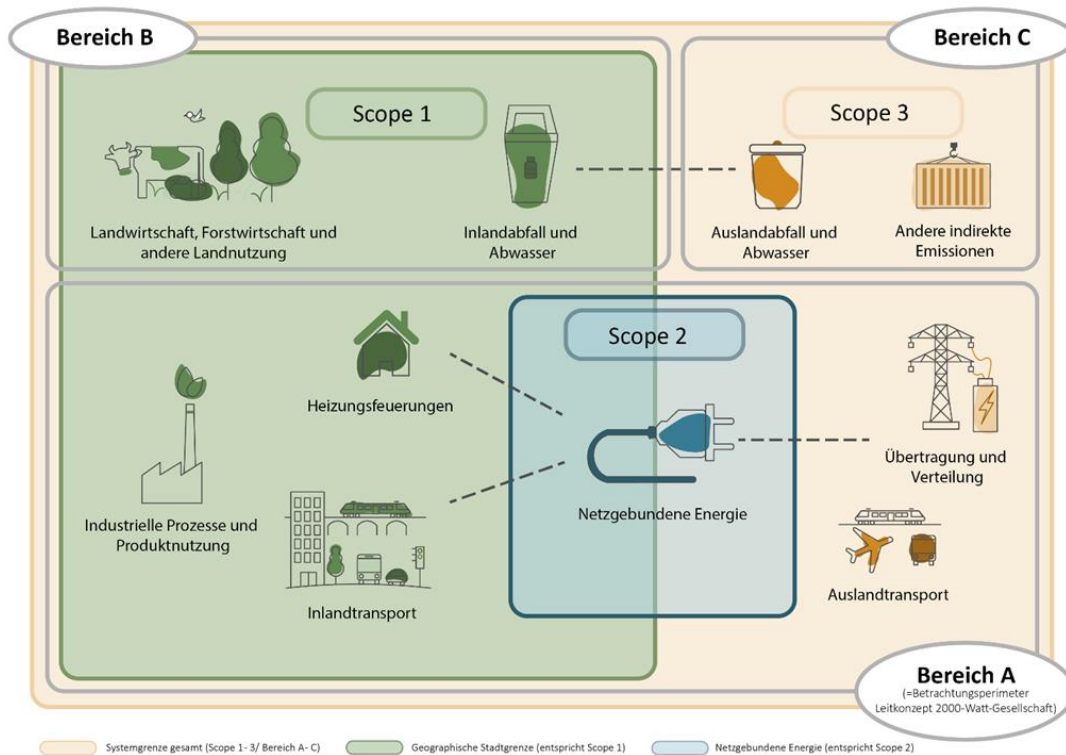 Bereich B
Bereich C
Scope 1
Scope 3
Landwirtschaft, Forstwirtschaft und
andere Landnutzung
Inlandabfall und
Abwasser
Auslandabfall und
Abwasser
Andere indirekte
Emissionen
Scope 2
Heizungsfeuerungen
Industrielle Prozesse und
Produktnutzung
Inlandtransport
Netzgebundene Energie
Übertragung und
Verteilung
Auslandtransport
Bereich A
(=Betrachtungsperimeter
Leitkonzept 2000-Watt-Gesellschaft)
Systemgrenze gesamt (Scope 1- 3/ Bereich A- C)
Geographische Stadtgrenze (entspricht Scope 1)
Netzgebundene Energie (entspricht Scope 2)